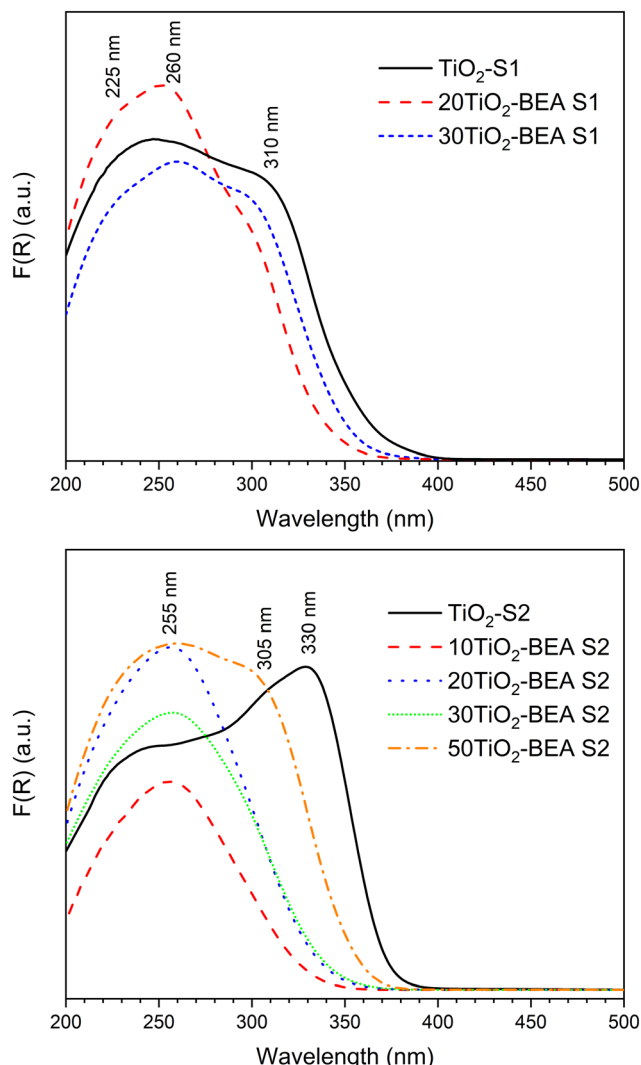 225 nm
260 nm
310 nm
TiO₂-S1
20TiO₂-BEA S1
30TiO₂-BEA S1
F(R) (a.u.)
200 250 300 350 400 450 500
Wavelength (nm)
255 nm
305 nm
330 nm
TiO₂-S2
10TiO₂-BEA S2
20TiO₂-BEA S2
30TiO₂-BEA S2
50TiO₂-BEA S2
F(R) (a.u.)
200 250 300 350 400 450 500
Wavelength (nm)